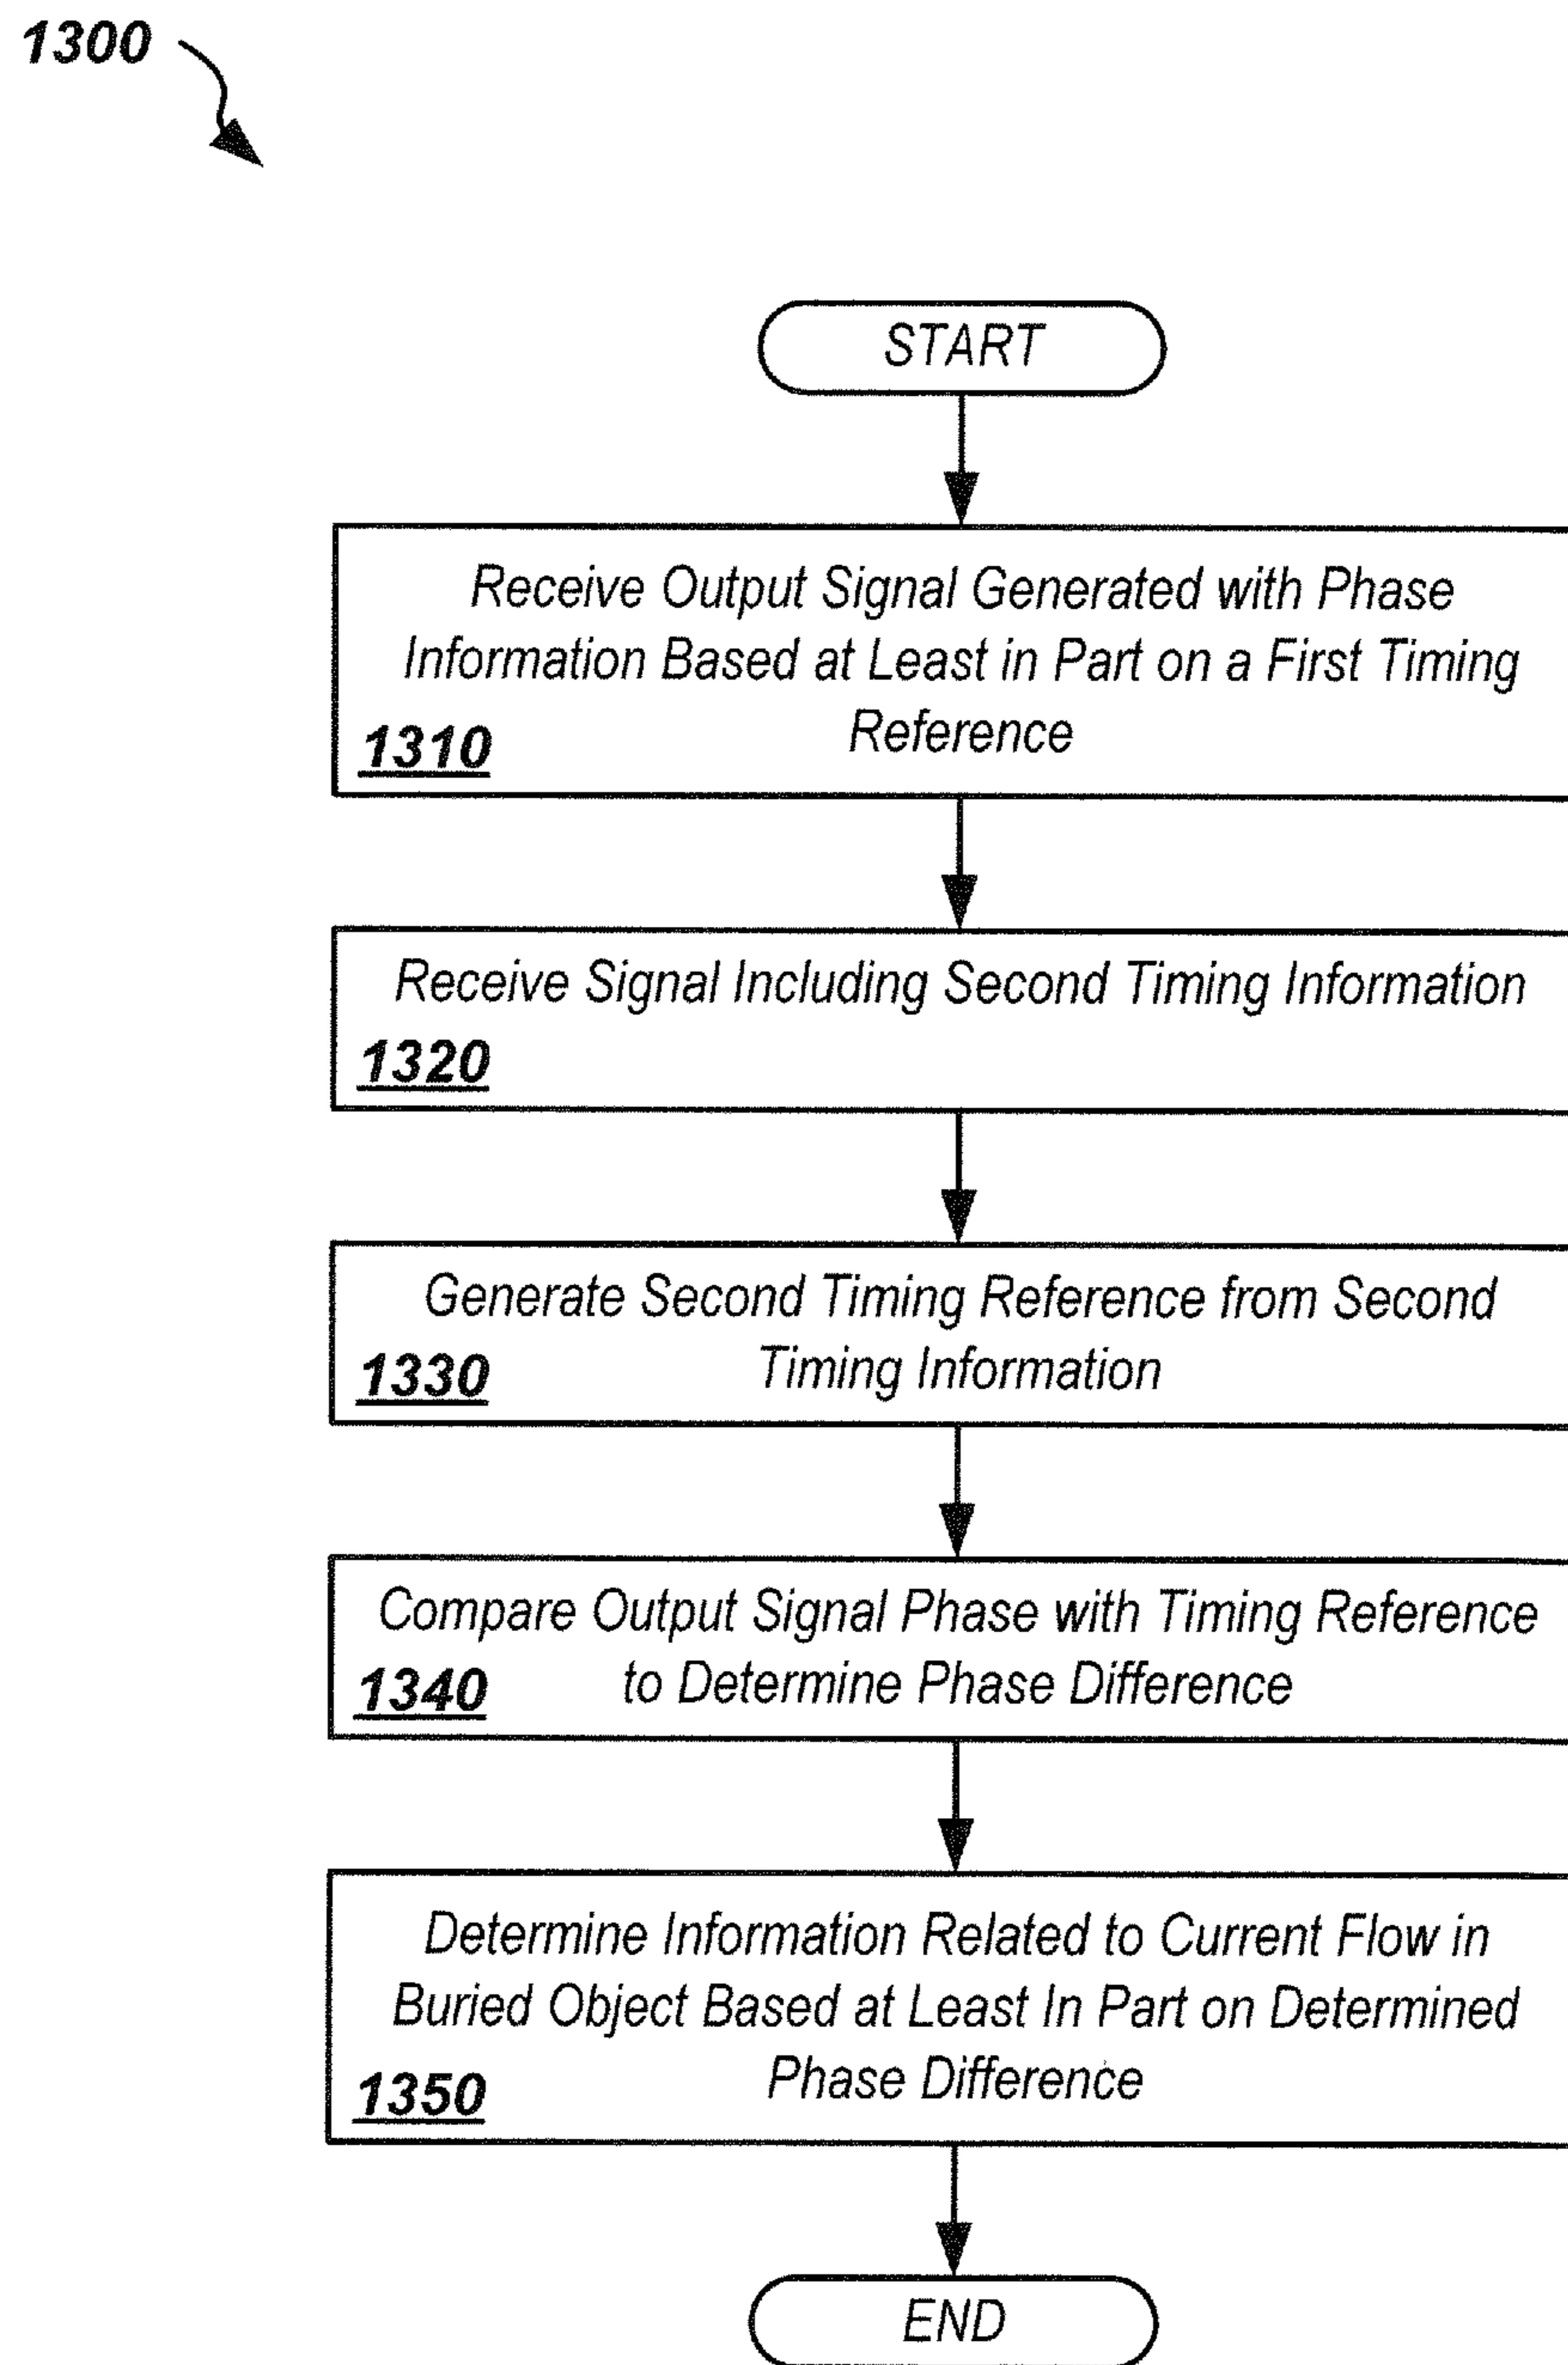 1300
START
Receive Output Signal Generated with Phase
Information Based at Least in Part on a First Timing
Reference
1310
Receive Signal Including Second Timing Information
1320
Generate Second Timing Reference from Second
Timing Information
1330
Compare Output Signal Phase with Timing Reference
to Determine Phase Difference
1340
Determine Information Related to Current Flow in
Buried Object Based at Least In Part on Determined
Phase Difference
1350
END